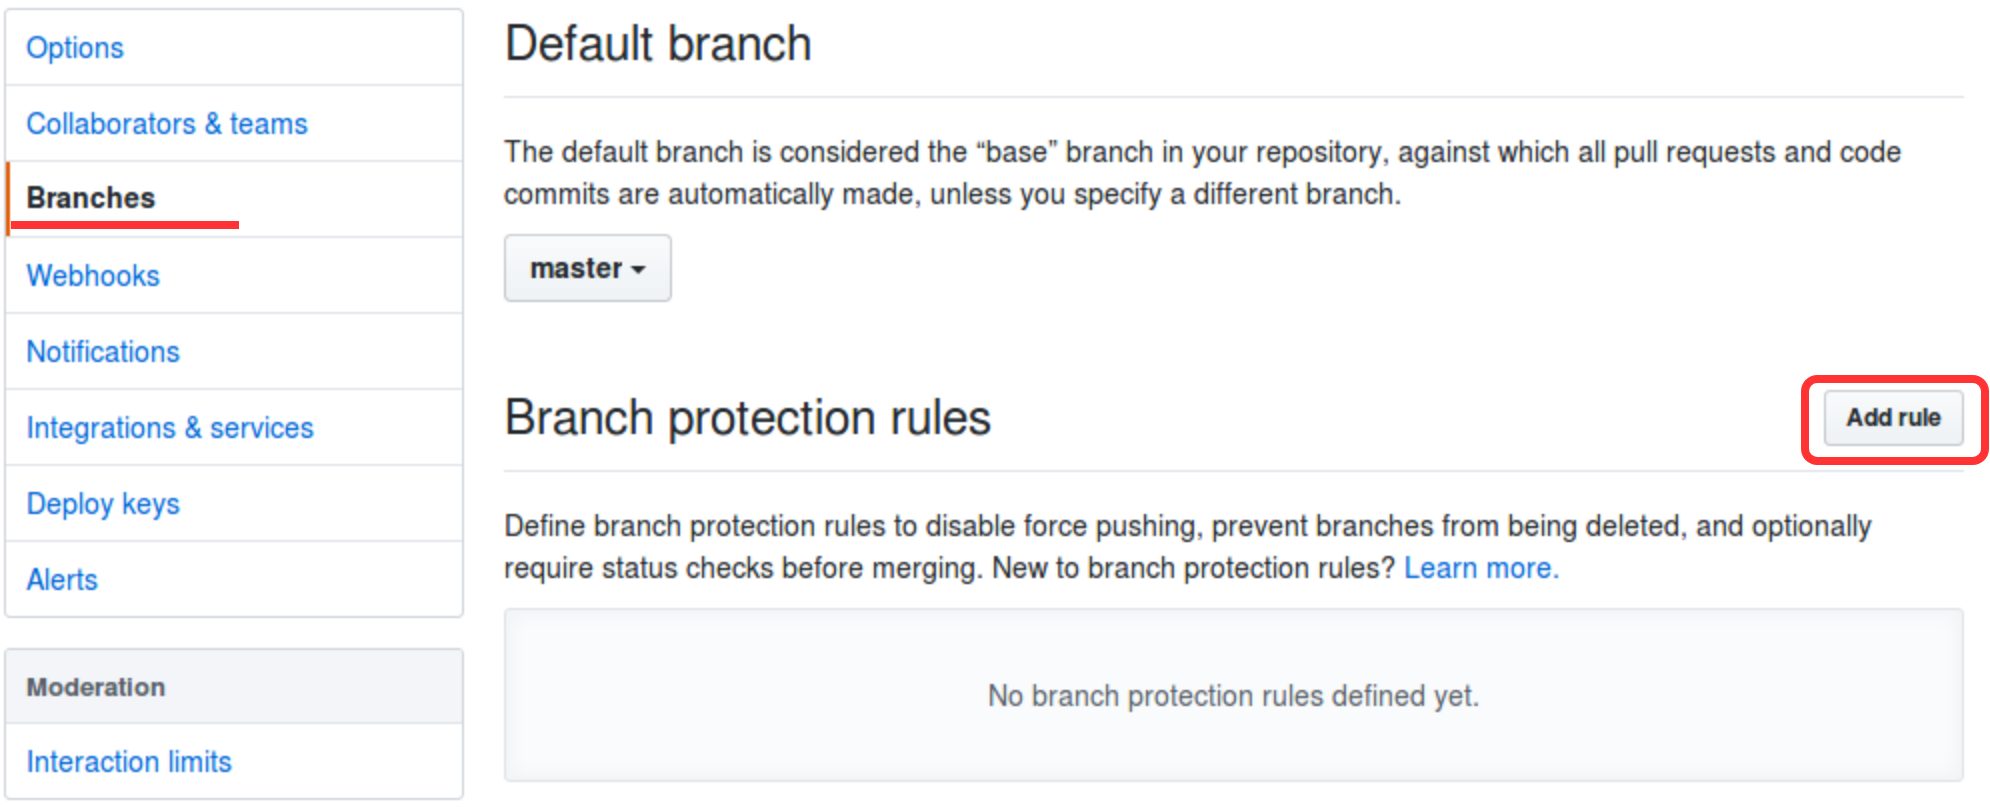 Options
Collaborators & teams
Branches
Webhooks
Notifications
Integrations & services
Deploy keys
Alerts
Moderation
Interaction limits
Default branch
The default branch is considered the “base” branch in your repository, against which all pull requests and code
commits are automatically made, unless you specify a different branch.
master
Branch protection rules
Add rule
Define branch protection rules to disable force pushing, prevent branches from being deleted, and optionally
require status checks before merging. New to branch protection rules? Learn more.
No branch protection rules defined yet.